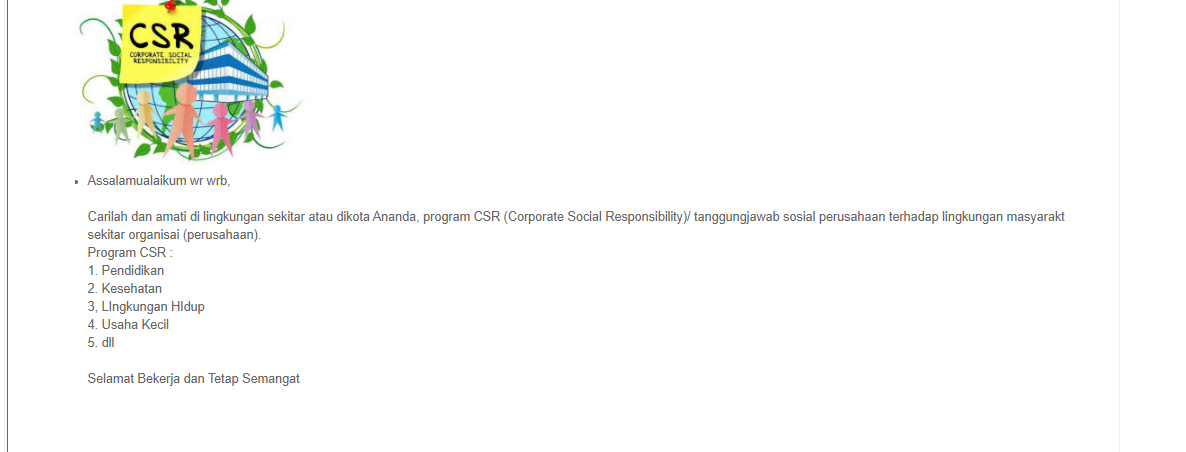 CSR
CORPORATE SOCIAL
RESPONSIBILITY
Assalamualaikum wr wrb,
Carilah dan amati di lingkungan sekitar atau dikota Ananda, program CSR (Corporate Social Responsibility)/ tanggungjawab sosial perusahaan terhadap lingkungan masyarakt
sekitar organisai (perusahaan).
Program CSR :
1. Pendidikan
2. Kesehatan
3, LIngkungan HIdup
4. Usaha Kecil
5. dll
Selamat Bekerja dan Tetap Semangat